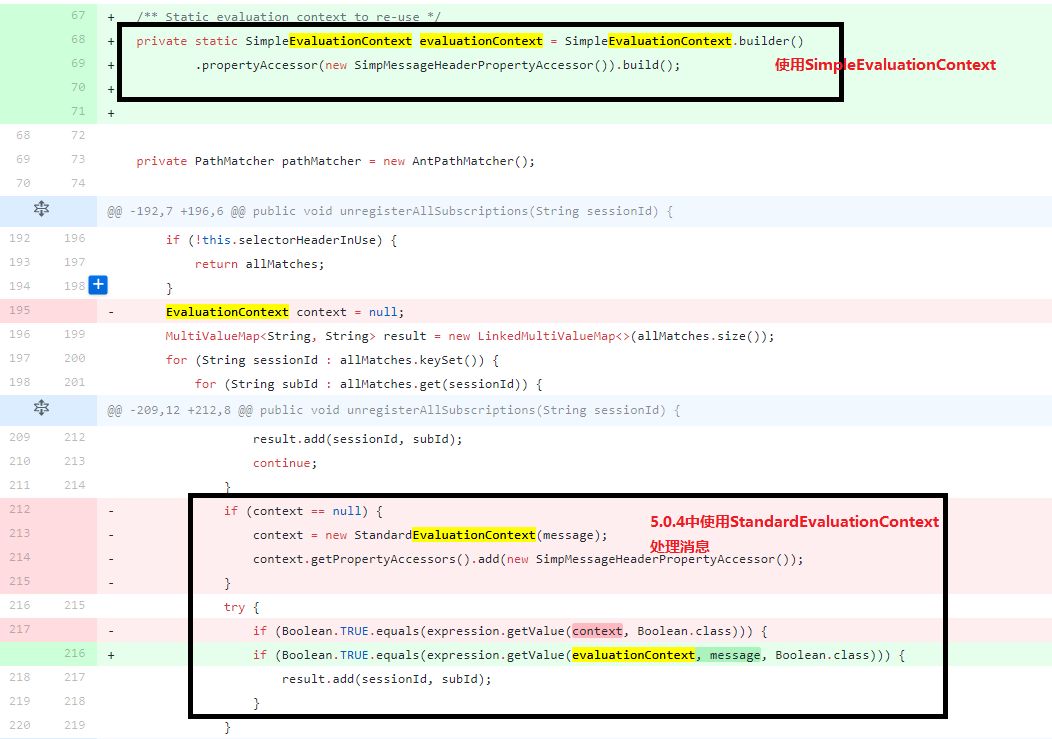 67 + /** Static evaluation context to re-use */
68 + private static SimpleEvaluationContext evaluationContext = SimpleEvaluationContext.builder()
69 + .propertyAccessor(new SimpMessageHeaderPropertyAccessor()).build(); 使用SimpleEvaluationContext
70 +
71 +
68 72
69 73 private PathMatcher pathMatcher = new AntPathMatcher();
70 74
@@ -192,7 +196,6 @@ public void unregisterAllSubscriptions(String sessionId) {
192 196 if (!this.selectorHeaderInUse) {
193 197 return allMatches;
194 198 + }
195 - EvaluationContext context = null;
196 199 MultiValueMap<String, String> result = new LinkedMultiValueMap<>(allMatches.size());
197 200 for (String sessionId : allMatches.keySet()) {
198 201 for (String subId : allMatches.get(sessionId)) {
@@ -209,12 +212,8 @@ public void unregisterAllSubscriptions(String sessionId) {
209 212 result.add(sessionId, subId);
210 213 continue;
211 214 }
212 - if (context == null) {
213 - context = new StandardEvaluationContext(message); 5.0.4中使用StandardEvaluationContext
处理消息
214 - context.getPropertyAccessors().add(new SimpMessageHeaderPropertyAccessor());
215 - }
216 215 try {
217 - if (Boolean.TRUE.equals(expression.getValue(context, Boolean.class))) {
216 + if (Boolean.TRUE.equals(expression.getValue(evaluationContext, message, Boolean.class))) {
218 217 result.add(sessionId, subId);
219 218 }
220 219 }